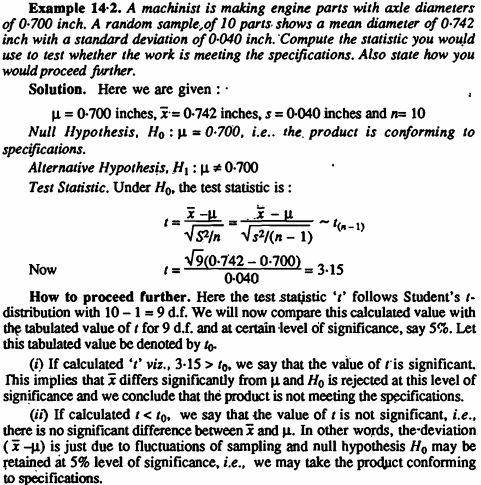 Example 14·2. A machinist is making engine parts with axle diameters
of 0·700 inch. A random sample of 10 parts shows a mean diameter of 0·742
inch with a standard deviation of 0·040 inch. Compute the statistic you would
use to test whether the work is meeting the specifications. Also state how you
would proceed further.
Solution. Here we are given :
μ = 0·700 inches, x̄ = 0·742 inches, s = 0·040 inches and n = 10
Null Hypothesis, H₀ : μ = 0·700, i.e.. the product is conforming to
specifications.
Alternative Hypothesis, H₁ : μ ≠ 0·700
Test Statistic. Under H₀, the test statistic is :
t = (x̄ − μ)/√(S²/n) = (x̄ − μ)/√(s²/(n − 1)) ~ t₍ₙ₋₁₎
Now t = √9(0·742 − 0·700)/0·040 = 3·15
How to proceed further. Here the test statistic 't' follows Student's t-
distribution with 10 − 1 = 9 d.f. We will now compare this calculated value with
the tabulated value of t for 9 d.f. and at certain level of significance, say 5%. Let
this tabulated value be denoted by t₀.
(i) If calculated 't' viz., 3·15 > t₀, we say that the value of t is significant.
This implies that x̄ differs significantly from μ and H₀ is rejected at this level of
significance and we conclude that the product is not meeting the specifications.
(ii) If calculated t < t₀, we say that the value of t is not significant, i.e.,
there is no significant difference between x̄ and μ. In other words, the deviation
(x̄ − μ) is just due to fluctuations of sampling and null hypothesis H₀ may be
retained at 5% level of significance, i.e., we may take the product conforming
to specifications.